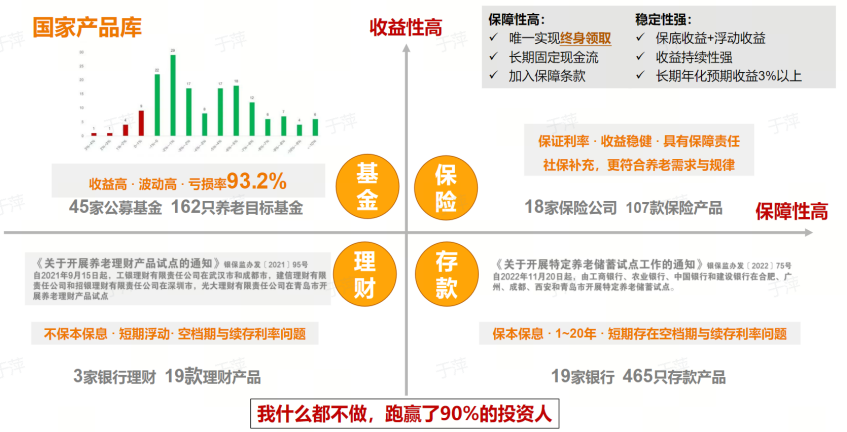 国家产品库
收益性高
保障性高：
✓ 唯一实现终身领取
✓ 长期固定现金流
✓ 加入保障条款
稳定性强：
✓ 保底收益+浮动收益
✓ 收益持续性强
✓ 长期年化预期收益3%以上
收益高 · 波动高 · 亏损率93.2%
45家公募基金 162只养老目标基金
基金
保险
保证利率 · 收益稳健 · 具有保障责任
社保补充，更符合养老需求与规律
18家保险公司 107款保险产品
保障性高
《关于开展养老理财产品试点的通知》银保监办发〔2021〕95号
自2021年9月15日起，工银理财有限责任公司在武汉市和成都市，建信理财有限
责任公司和招银理财有限责任公司在深圳市，光大理财有限责任公司在青岛市开
展养老理财产品试点
理财
存款
《关于开展特定养老储蓄试点工作的通知》银保监办发〔2022〕75号
自2022年11月20日起，由工商银行、农业银行、中国银行和建设银行在合肥、广
州、成都、西安和青岛市开展特定养老储蓄试点。
不保本保息 · 短期浮动· 空档期与续存利率问题
3家银行理财 19款理财产品
保本保息 · 1~20年 · 短期存在空档期与续存利率问题
19家银行 465只存款产品
我什么都不做，跑赢了90%的投资人
于萍